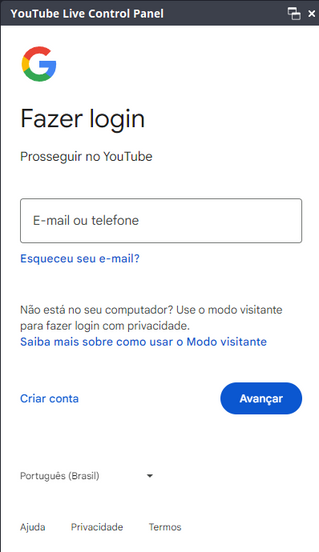 YouTube Live Control Panel
Fazer login
Prosseguir no YouTube
E-mail ou telefone
Esqueceu seu e-mail?
Não está no seu computador? Use o modo visitante
para fazer login com privacidade.
Saiba mais sobre como usar o Modo visitante
Criar conta
Avançar
Português (Brasil)
Ajuda Privacidade Termos